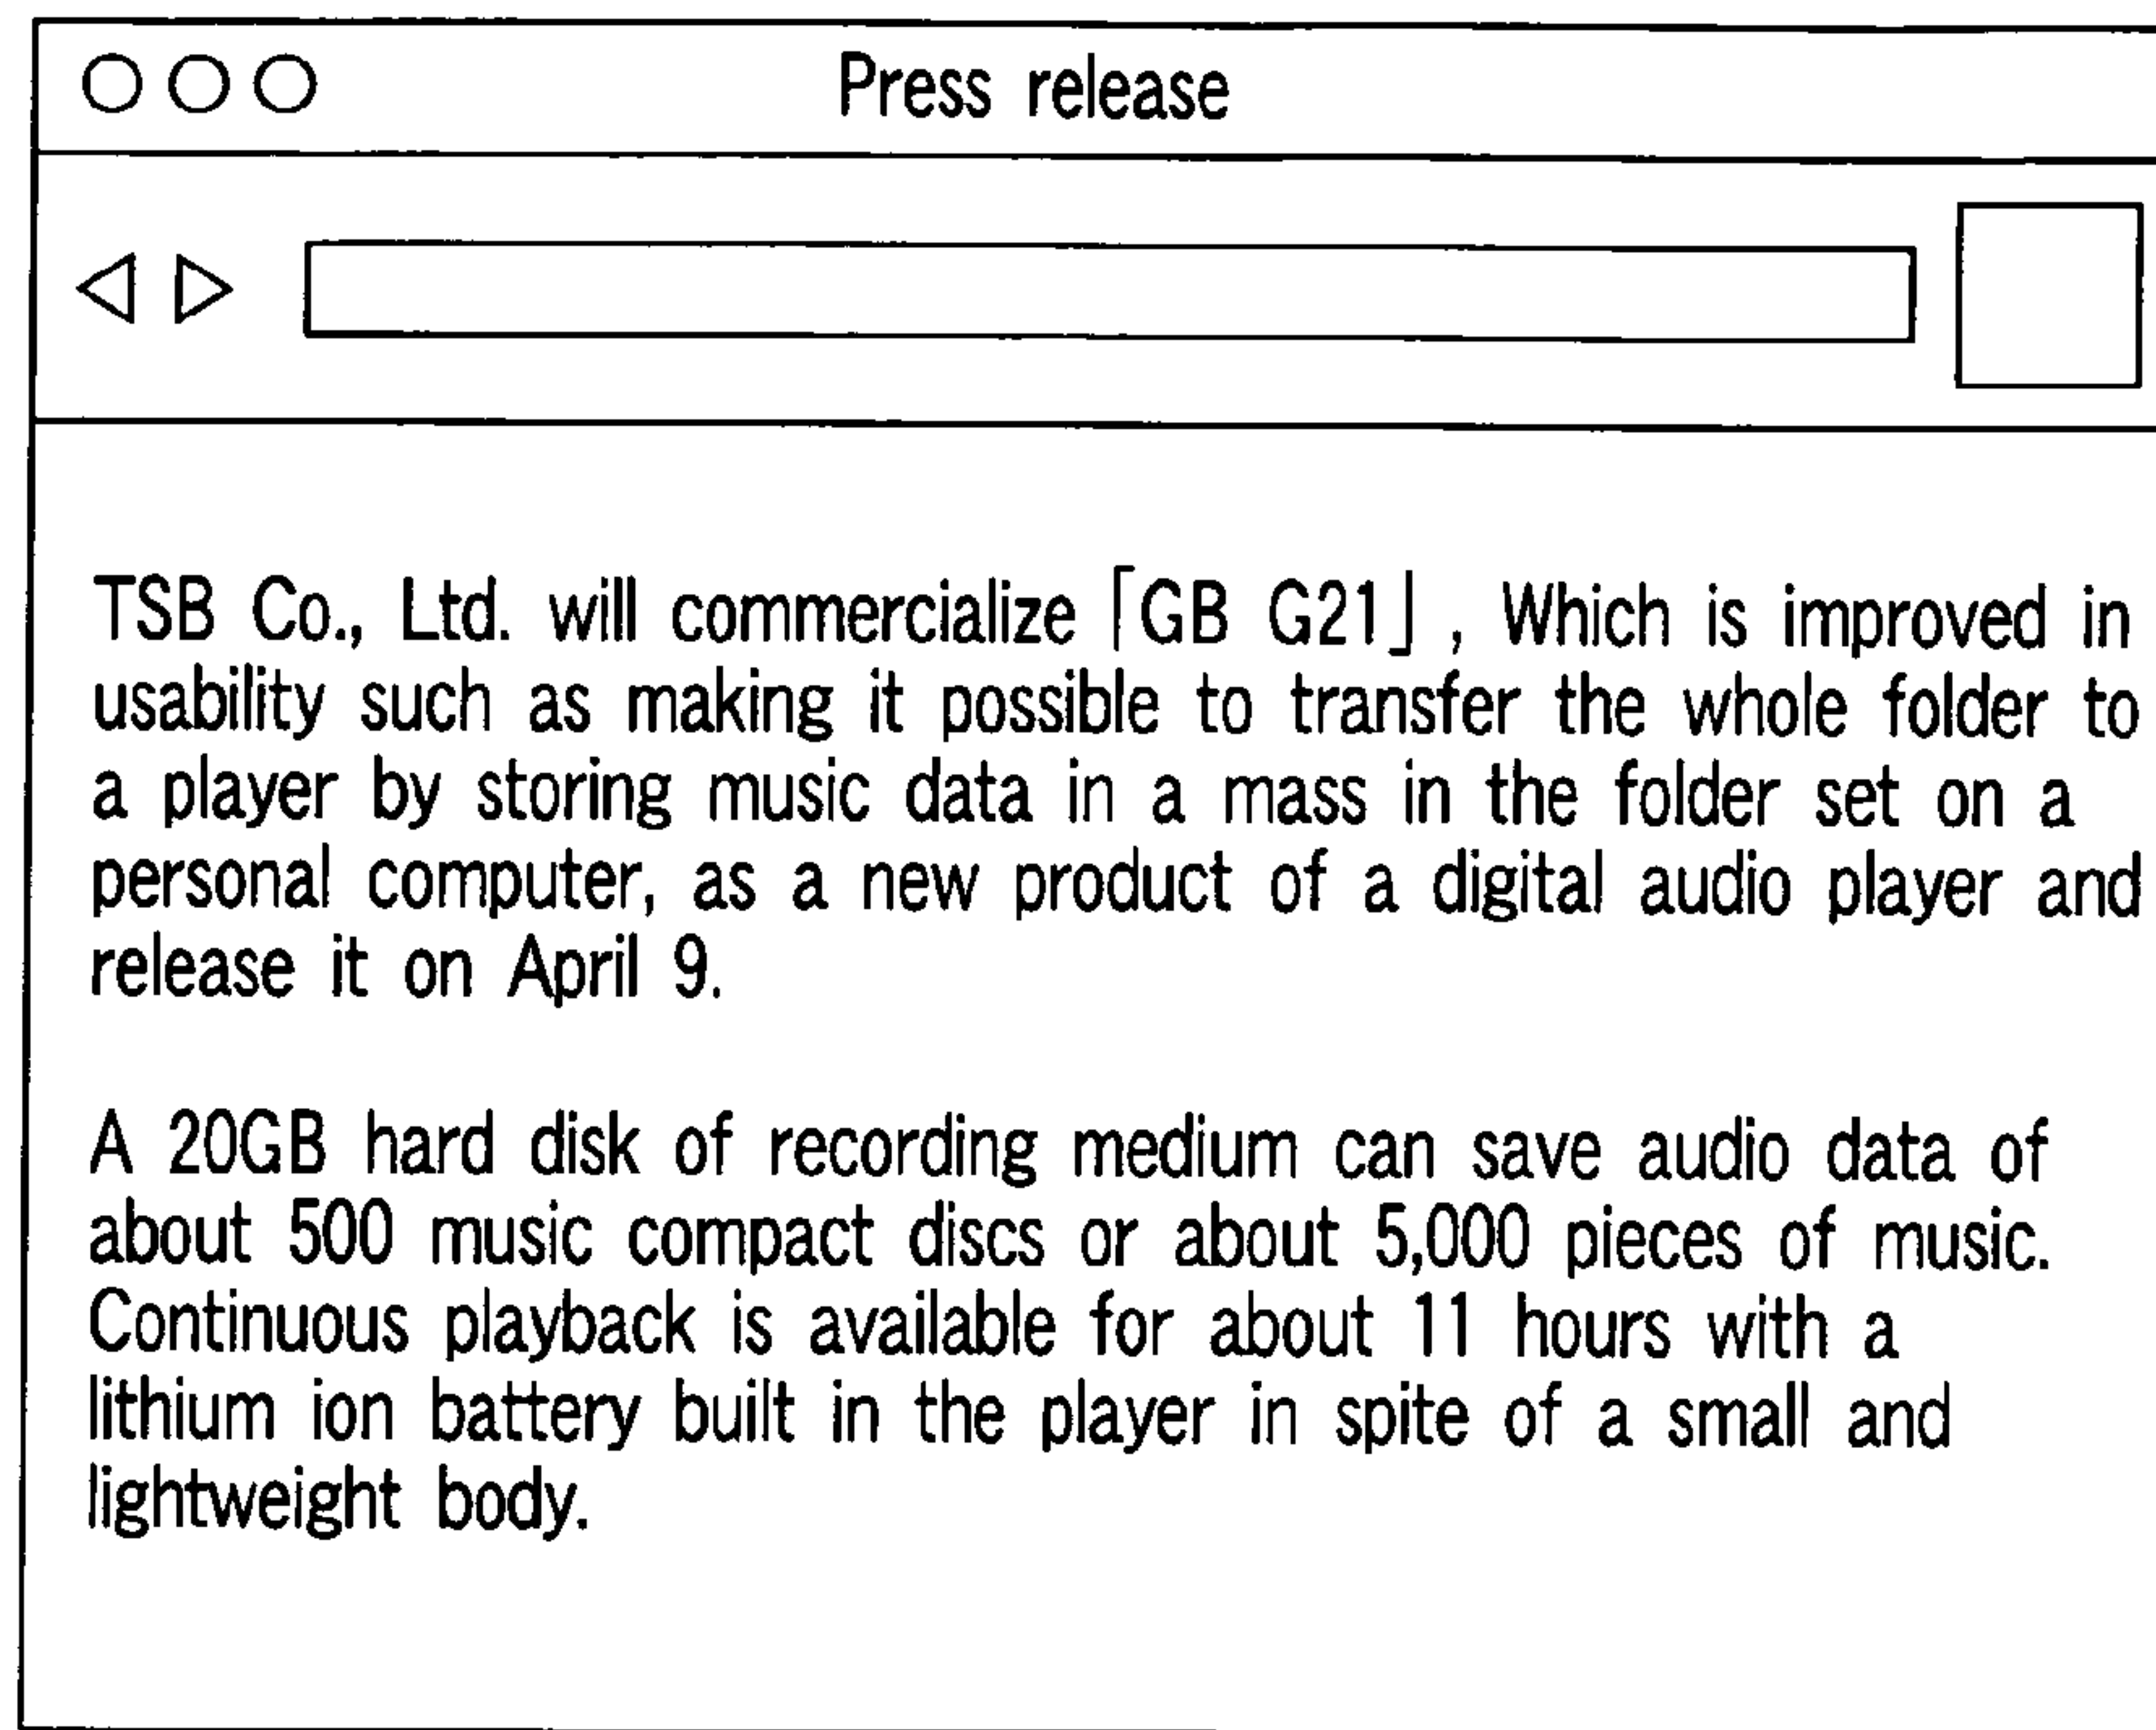 Press release
TSB Co., Ltd. will commercialize ｢GB G21｣ , Which is improved in
usability such as making it possible to transfer the whole folder to
a player by storing music data in a mass in the folder set on a
personal computer, as a new product of a digital audio player and
release it on April 9.
A 20GB hard disk of recording medium can save audio data of
about 500 music compact discs or about 5,000 pieces of music.
Continuous playback is available for about 11 hours with a
lithium ion battery built in the player in spite of a small and
lightweight body.